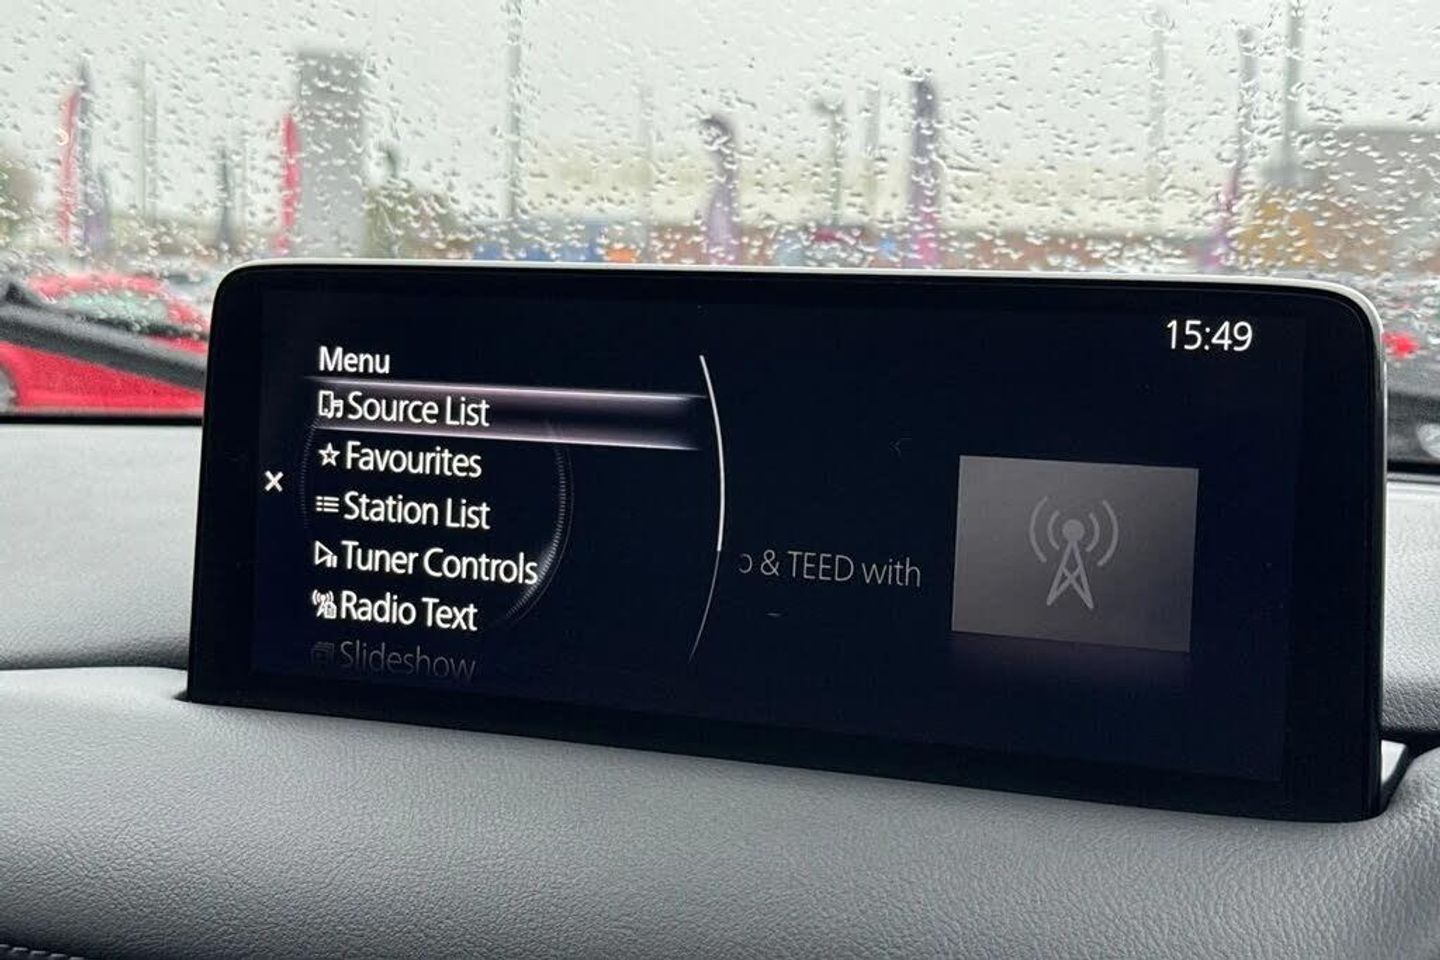 15:49
Menu
Source List
Favourites
Station List
Tuner Controls
Radio Text
Slideshow
& TEED with